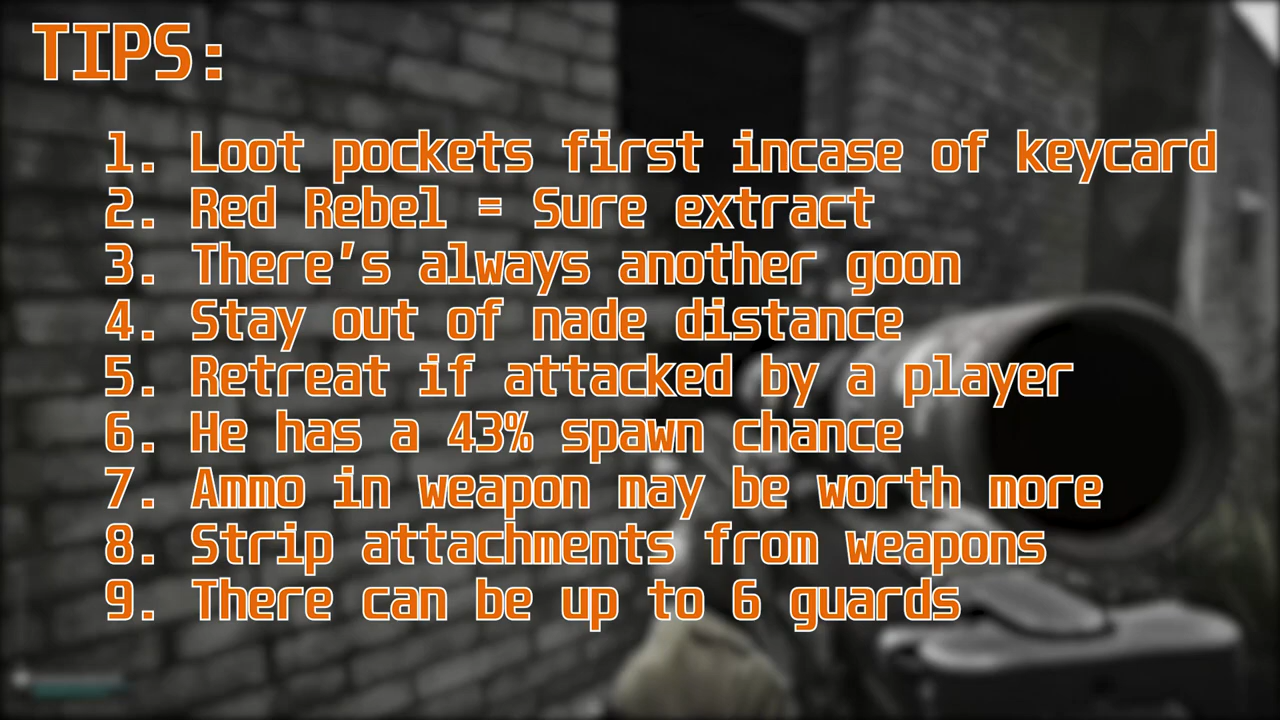 TIPS:
1. Loot pockets first incase of keycard
2. Red Rebel = Sure extract
3. There's always another goon
4. Stay out of nade distance
5. Retreat if attacked by a player
6. He has a 43% spawn chance
7. Ammo in weapon may be worth more
8. Strip attachments from weapons
9. There can be up to 6 guards